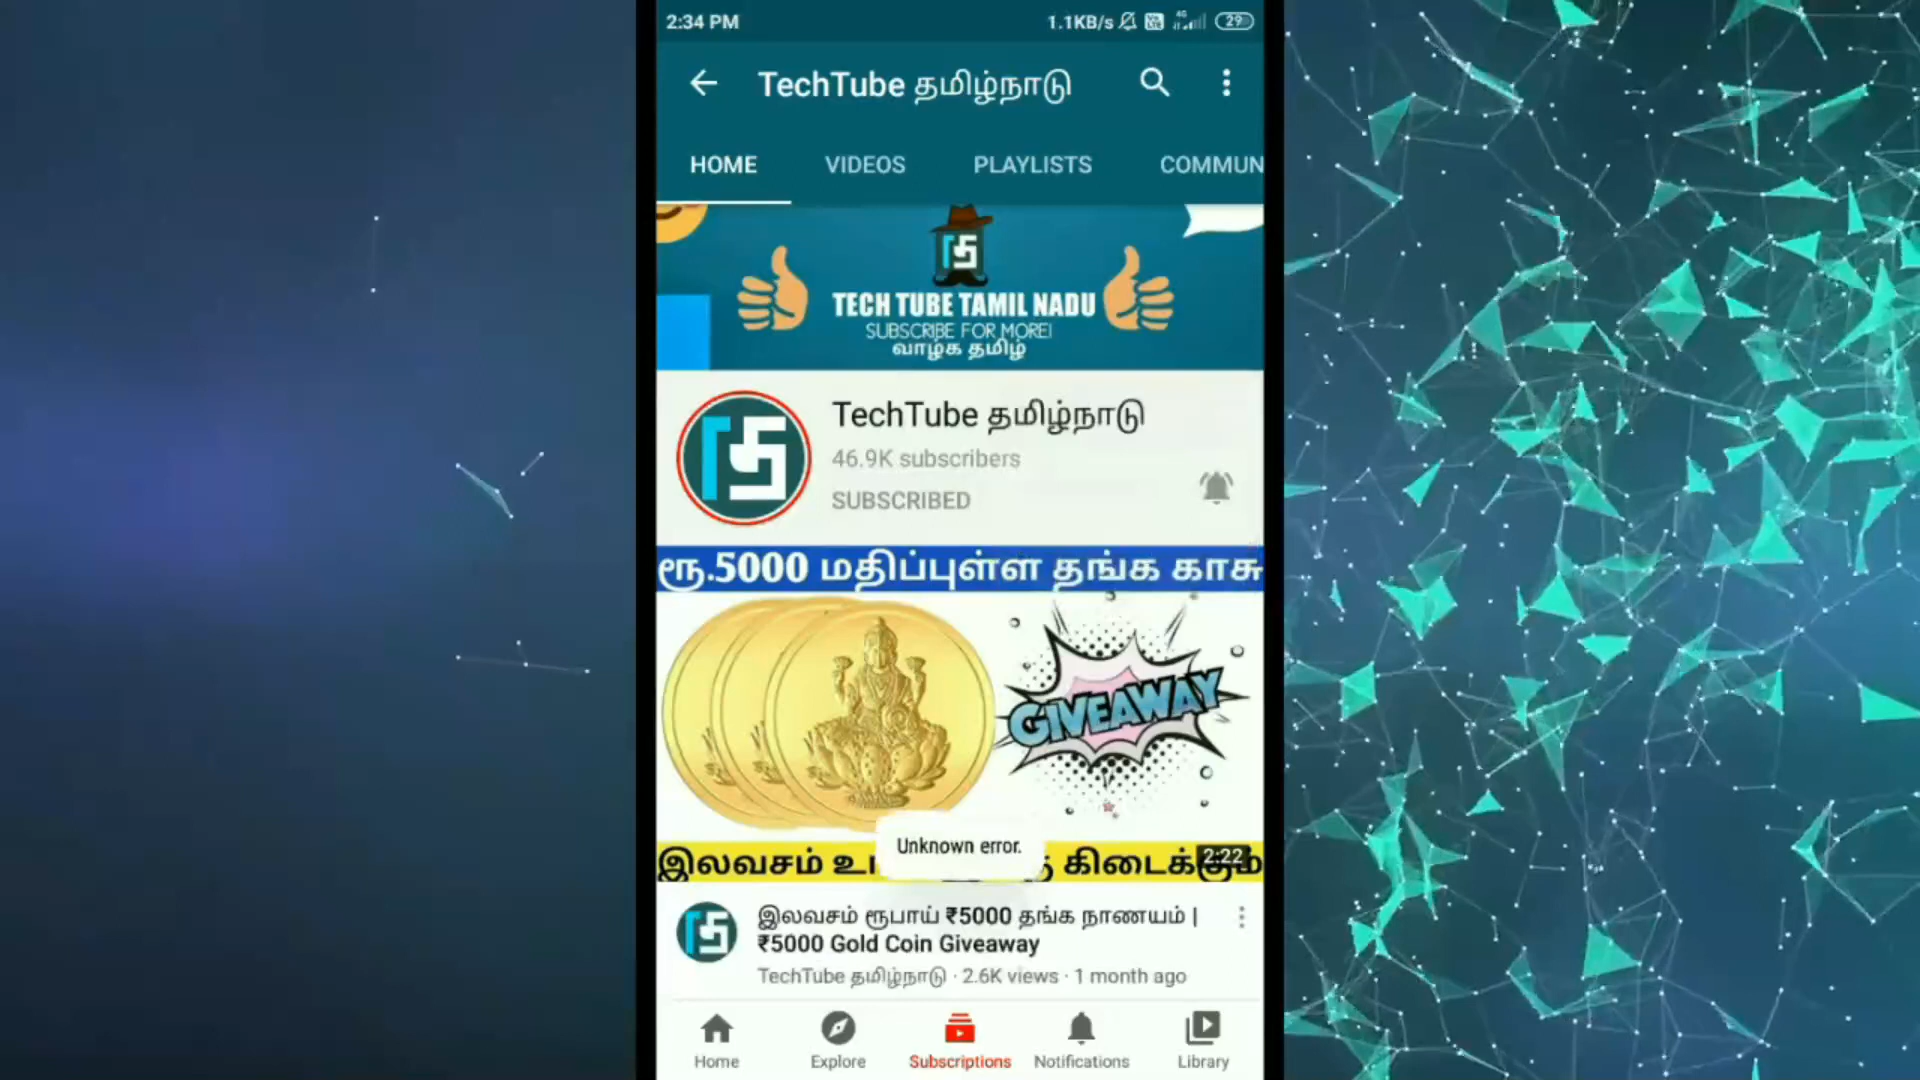 2:34 PM 1.1KB/s 4G 29
TechTube தமிழ்நாடு
HOME VIDEOS PLAYLISTS COMMUN
TECH TUBE TAMIL NADU
SUBSCRIBE FOR MORE!
வாழ்க தமிழ்
TechTube தமிழ்நாடு
46.9K subscribers
SUBSCRIBED
ரூ.5000 மதிப்புள்ள தங்க காசு
GIVEAWAY
Unknown error.
இலவசம் கிடைக்கும் 2:22
இலவசம் ரூபாய் ₹5000 தங்க நாணயம் |
₹5000 Gold Coin Giveaway
TechTube தமிழ்நாடு · 2.6K views · 1 month ago
Home Explore Subscriptions Notifications Library